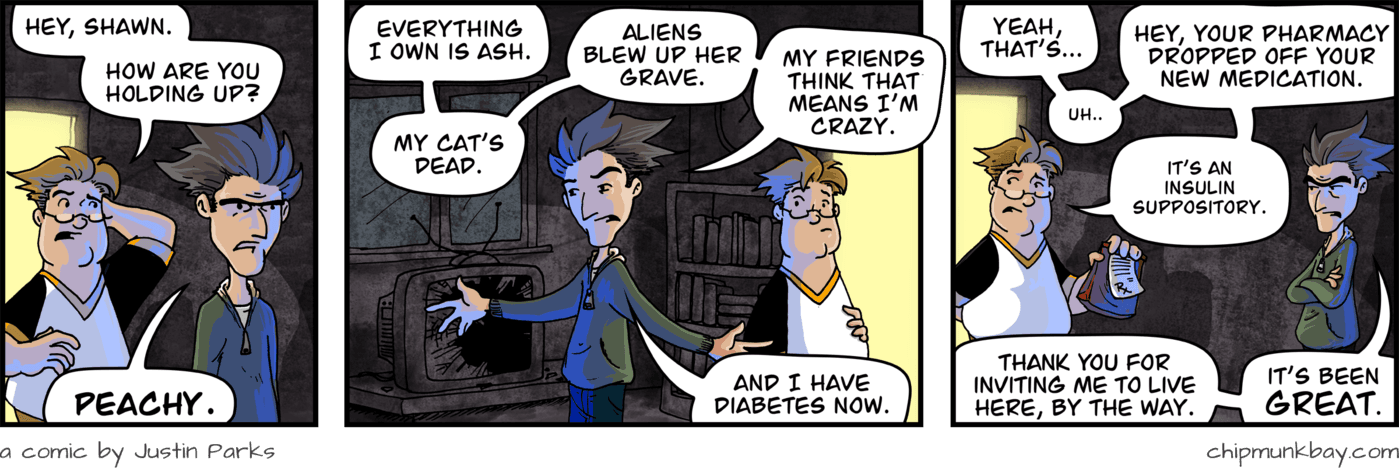 HEY, SHAWN.
HOW ARE YOU
HOLDING UP?
PEACHY.
EVERYTHING
I OWN IS ASH.
MY CAT'S
DEAD.
ALIENS
BLEW UP HER
GRAVE.
MY FRIENDS
THINK THAT
MEANS I'M
CRAZY.
AND I HAVE
DIABETES NOW.
YEAH,
THAT'S...
UH..
HEY, YOUR PHARMACY
DROPPED OFF YOUR
NEW MEDICATION.
IT'S AN
INSULIN
SUPPOSITORY.
THANK YOU FOR
INVITING ME TO LIVE
HERE, BY THE WAY.
IT'S BEEN
GREAT.
a comic by Justin Parks
chipmunkbay.com